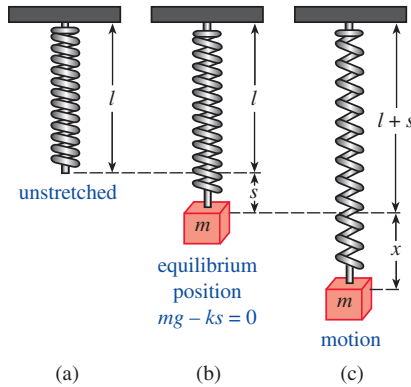 l
l
l + s
unstretched
s
m
x
equilibrium
position
mg – ks = 0
m
motion
(a)
(b)
(c)